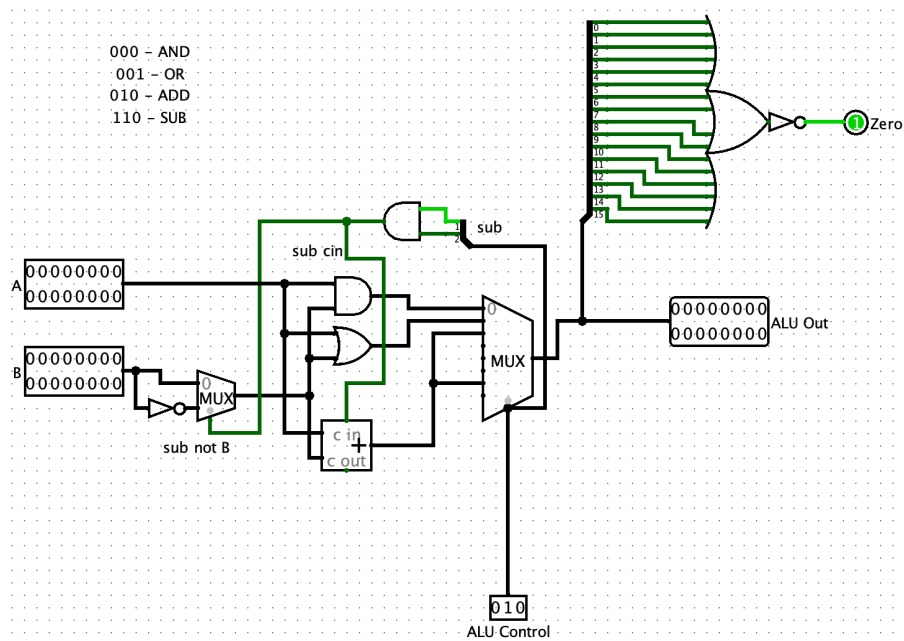 000 - AND
001 - OR
010 - ADD
110 - SUB
0
1
2
3
4
5
6
7
8
9
10
11
12
13
14
15
1
Zero
1
2
sub
sub cin
A
00000000
00000000
0
MUX
00000000
00000000
ALU Out
B
00000000
00000000
0
MUX
sub not B
c in
+
c out
010
ALU Control